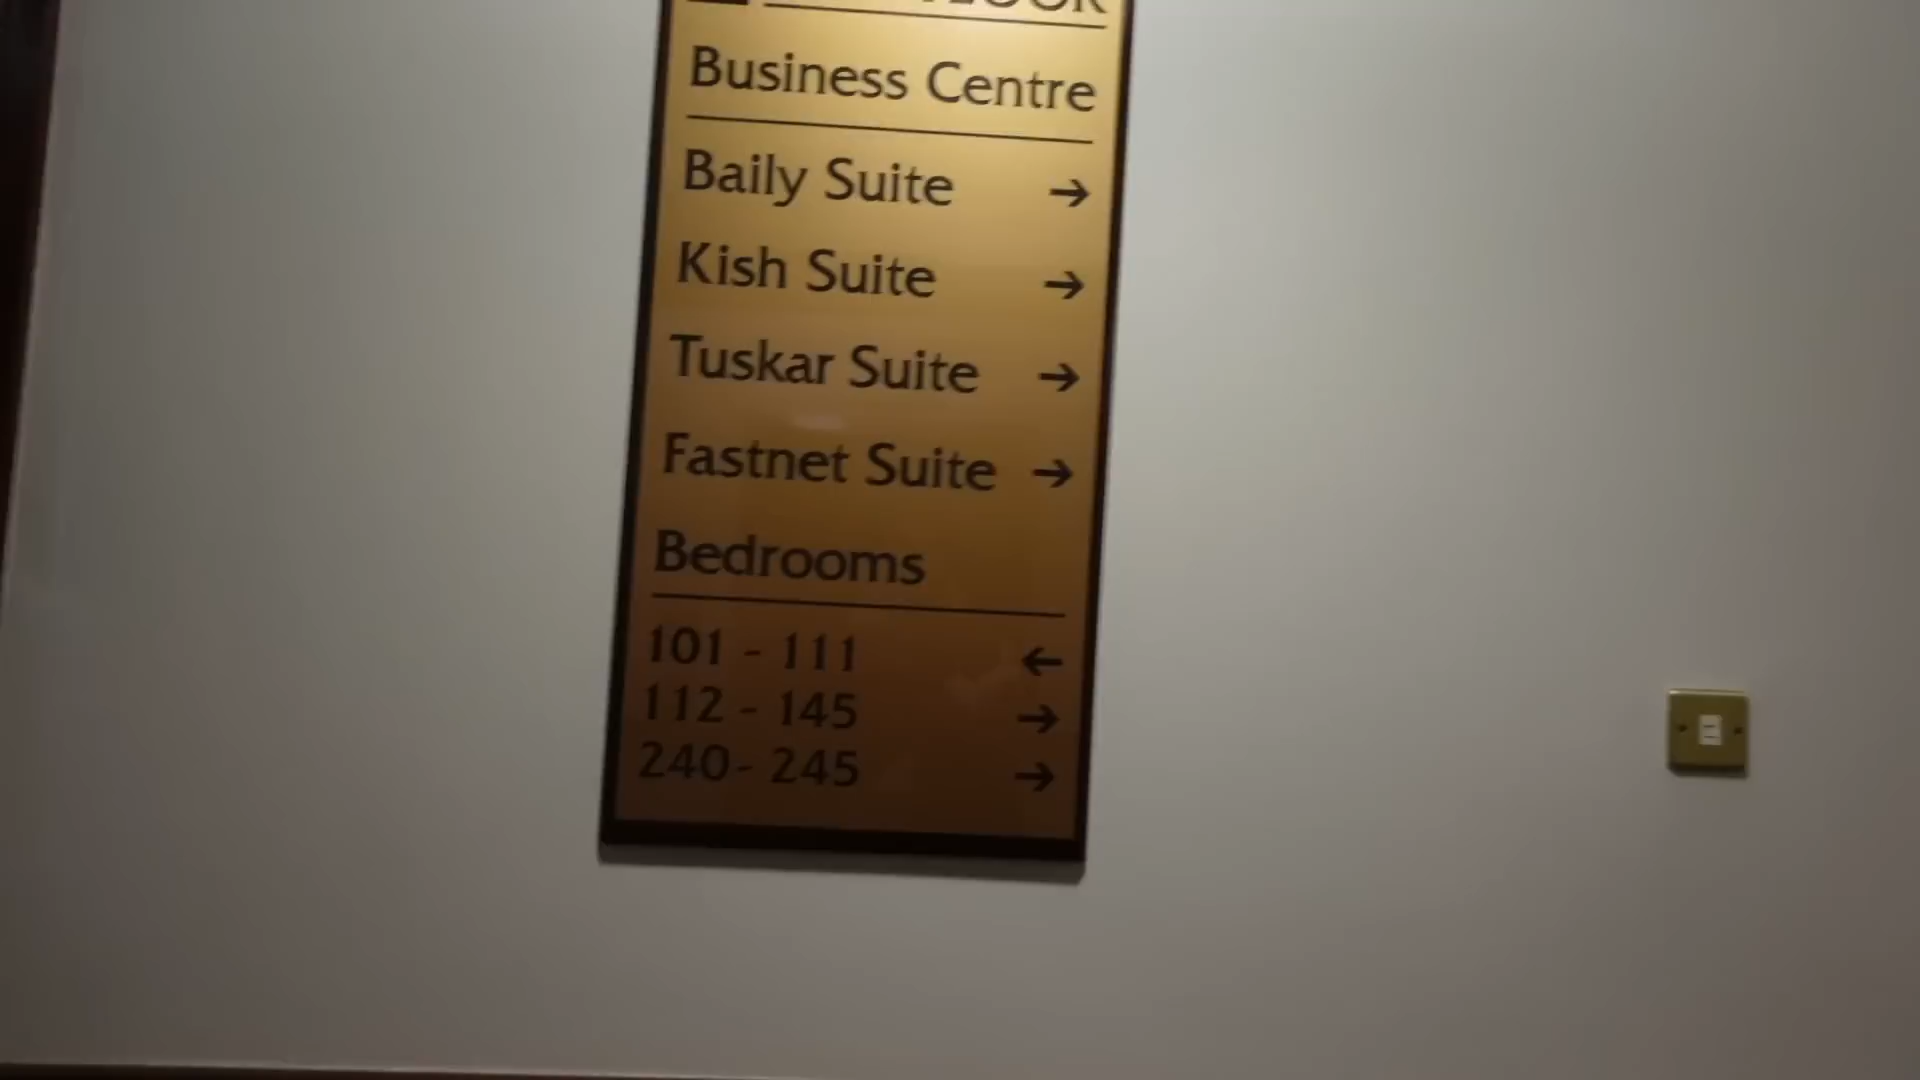 Business Centre
Baily Suite →
Kish Suite →
Tuskar Suite →
Fastnet Suite →
Bedrooms
101 - 111 ←
112 - 145 →
240- 245 →